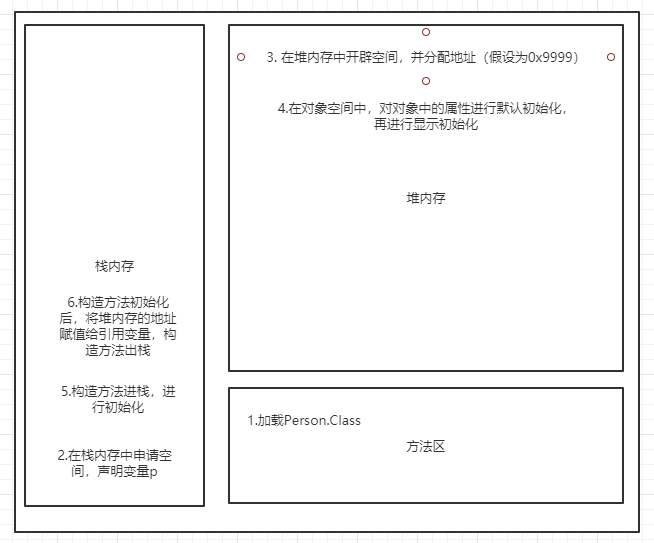 3. 在堆内存中开辟空间，并分配地址（假设为0x9999）
4.在对象空间中，对对象中的属性进行默认初始化，
再进行显示初始化
堆内存
栈内存
6.构造方法初始化
后，将堆内存的地址
赋值给引用变量，构
造方法出栈
5.构造方法进栈，进
行初始化
2.在栈内存中申请空
间，声明变量p
1.加载Person.Class
方法区